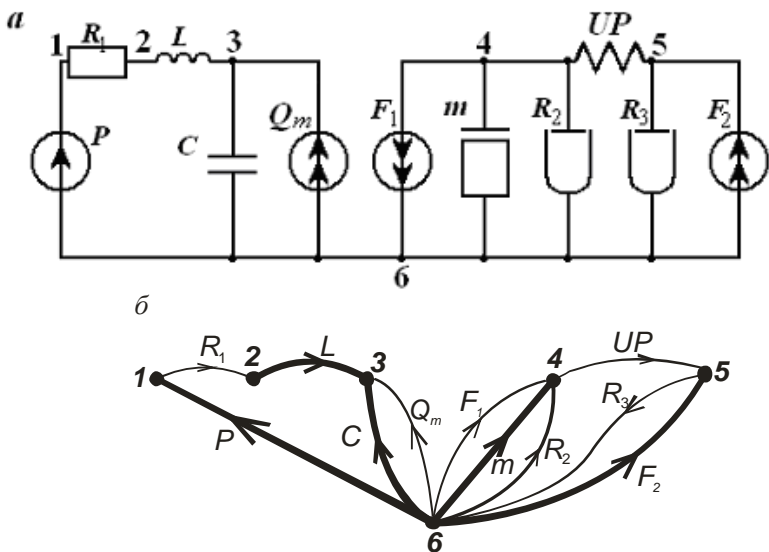 а
1 R₁ 2 L 3 4 UP 5
P C Qₘ F₁ m R₂ R₃ F₂
6
б
1 R₁ 2 L 3 4 UP 5
P C Qₘ F₁ m R₂ R₃ F₂
6